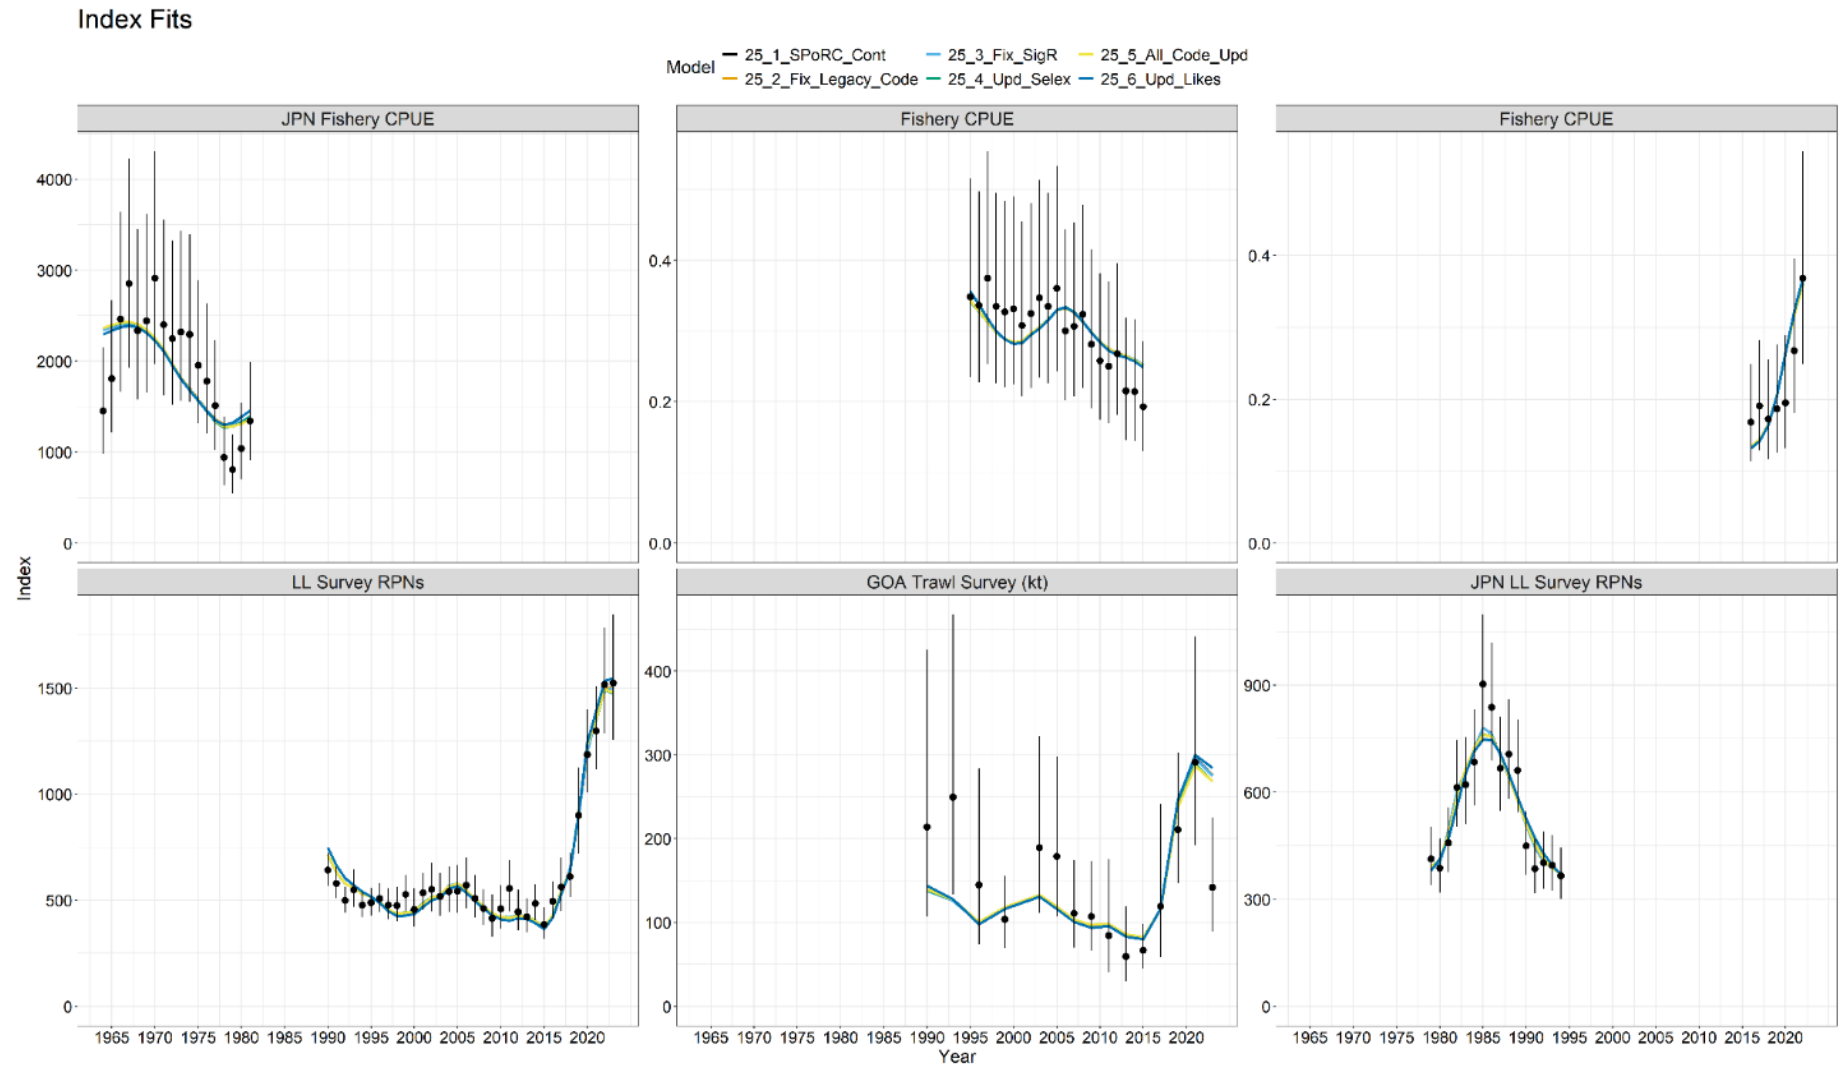 Index Fits
Model
25_1_SPoRC_Cont 25_3_Fix_SigR 25_5_All_Code_Upd
25_2_Fix_Legacy_Code 25_4_Upd_Selex 25_6_Upd_Likes
JPN Fishery CPUE
4000
3000
2000
1000
0
Fishery CPUE
0.4
0.2
0.0
Fishery CPUE
0.4
0.2
0.0
Index
LL Survey RPNs
1500
1000
500
0
1965 1970 1975 1980 1985 1990 1995 2000 2005 2010 2015 2020
GOA Trawl Survey (kt)
400
300
200
100
0
1965 1970 1975 1980 1985 1990 1995 2000 2005 2010 2015 2020
JPN LL Survey RPNs
900
600
300
0
1965 1970 1975 1980 1985 1990 1995 2000 2005 2010 2015 2020
Year